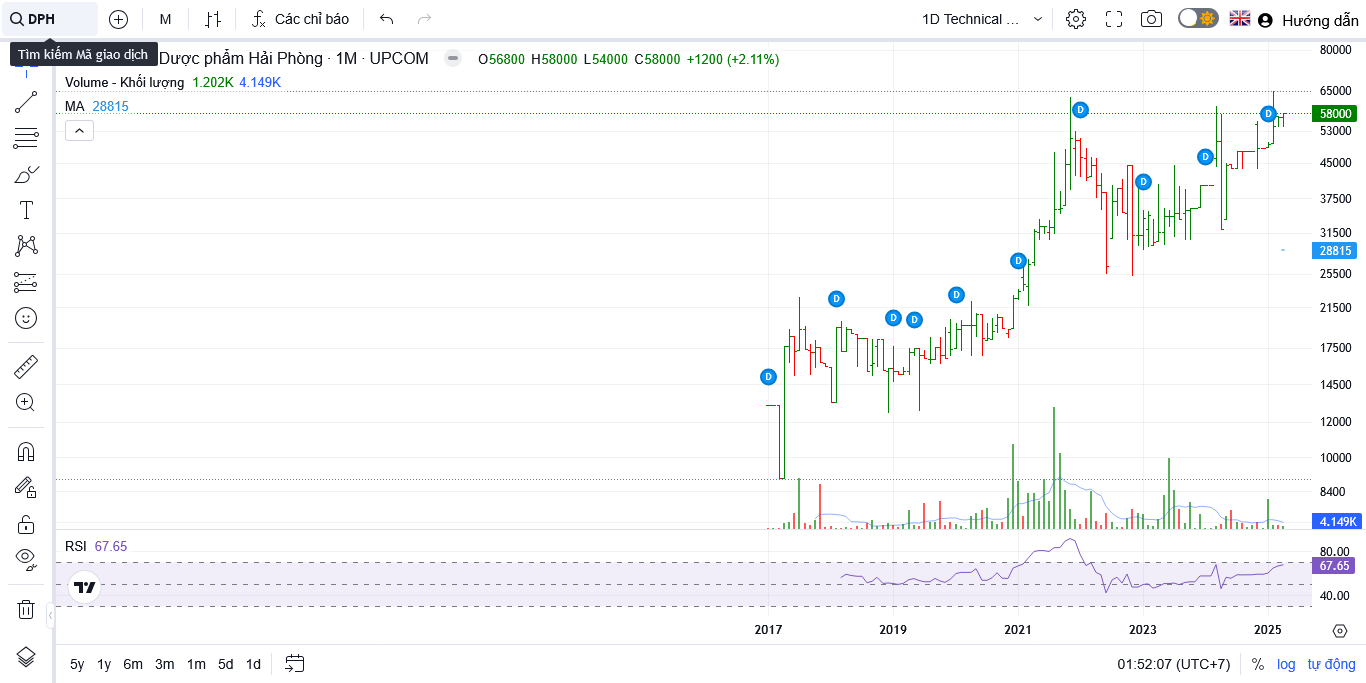 DPH M Các chỉ báo 1D Technical ... Hướng dẫn
Tìm kiếm Mã giao dịch
Dược phẩm Hải Phòng · 1M · UPCOM O56800 H58000 L54000 C58000 +1200 (+2.11%)
Volume - Khối lượng 1.202K 4.149K
MA 28815
80000
65000
58000
53000
45000
37500
31500
28815
25500
21500
17500
14500
12000
10000
8400
4.149K
D
D
D
D
D
D
D
D
D
D
RSI 67.65
80.00
67.65
40.00
2017 2019 2021 2023 2025
5y 1y 6m 3m 1m 5d 1d 01:52:07 (UTC+7) % log tự động